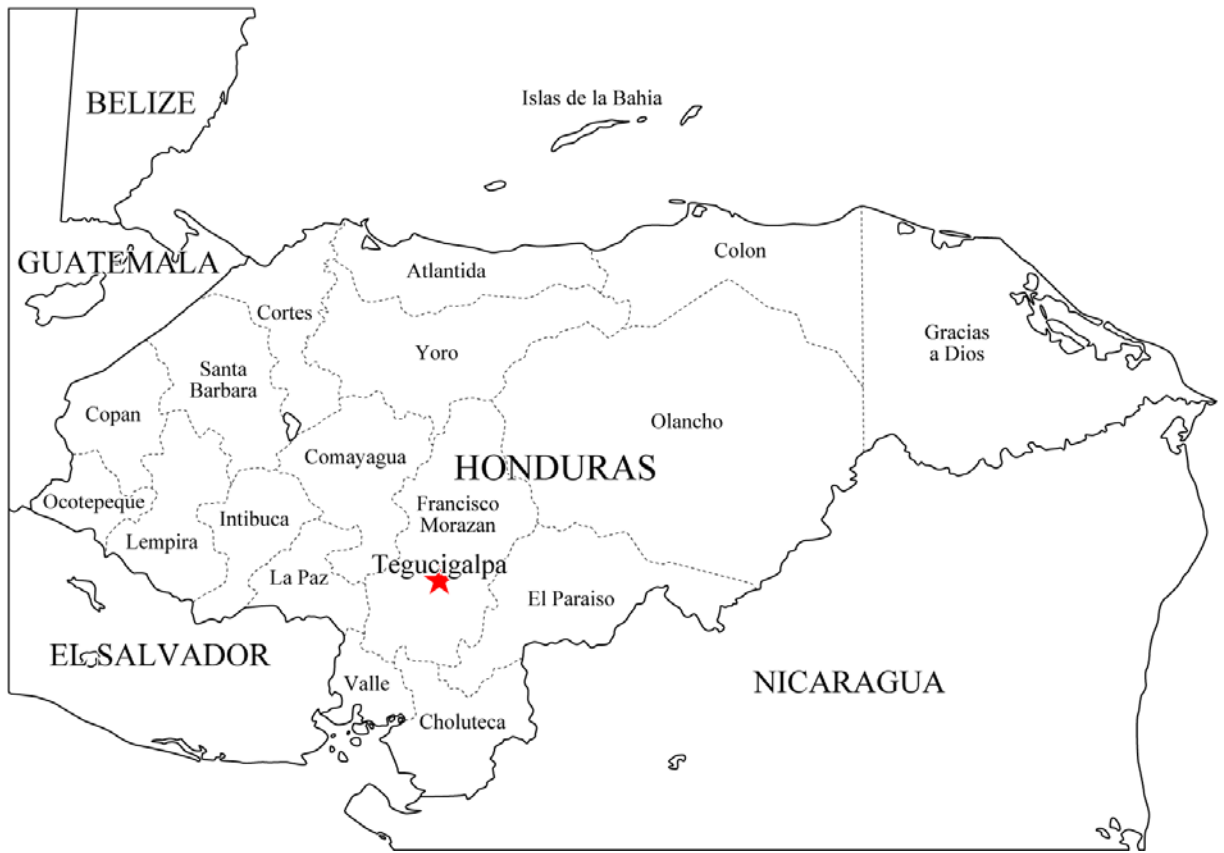 BELIZE
Islas de la Bahia
GUATEMALA
Atlantida
Colon
Cortes
Yoro
Gracias
a Dios
Santa
Barbara
Copan
Olancho
Comayagua
HONDURAS
Ocotepeque
Intibuca
Francisco
Morazan
Lempira
Tegucigalpa
La Paz
El Paraiso
EL SALVADOR
Valle
NICARAGUA
Choluteca